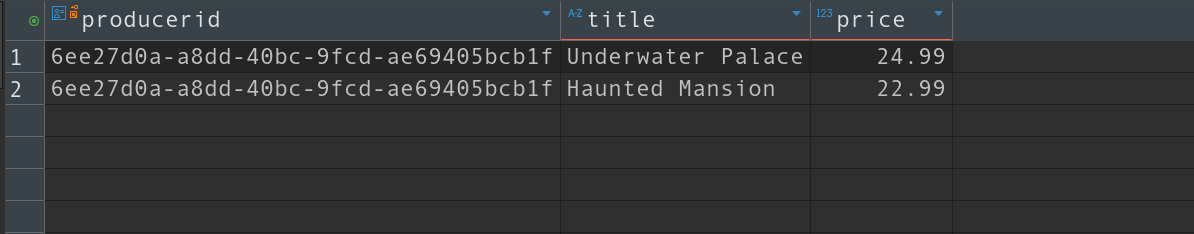 producerid A-Z title 123 price
1 6ee27d0a-a8dd-40bc-9fcd-ae69405bcb1f Underwater Palace 24.99
2 6ee27d0a-a8dd-40bc-9fcd-ae69405bcb1f Haunted Mansion 22.99